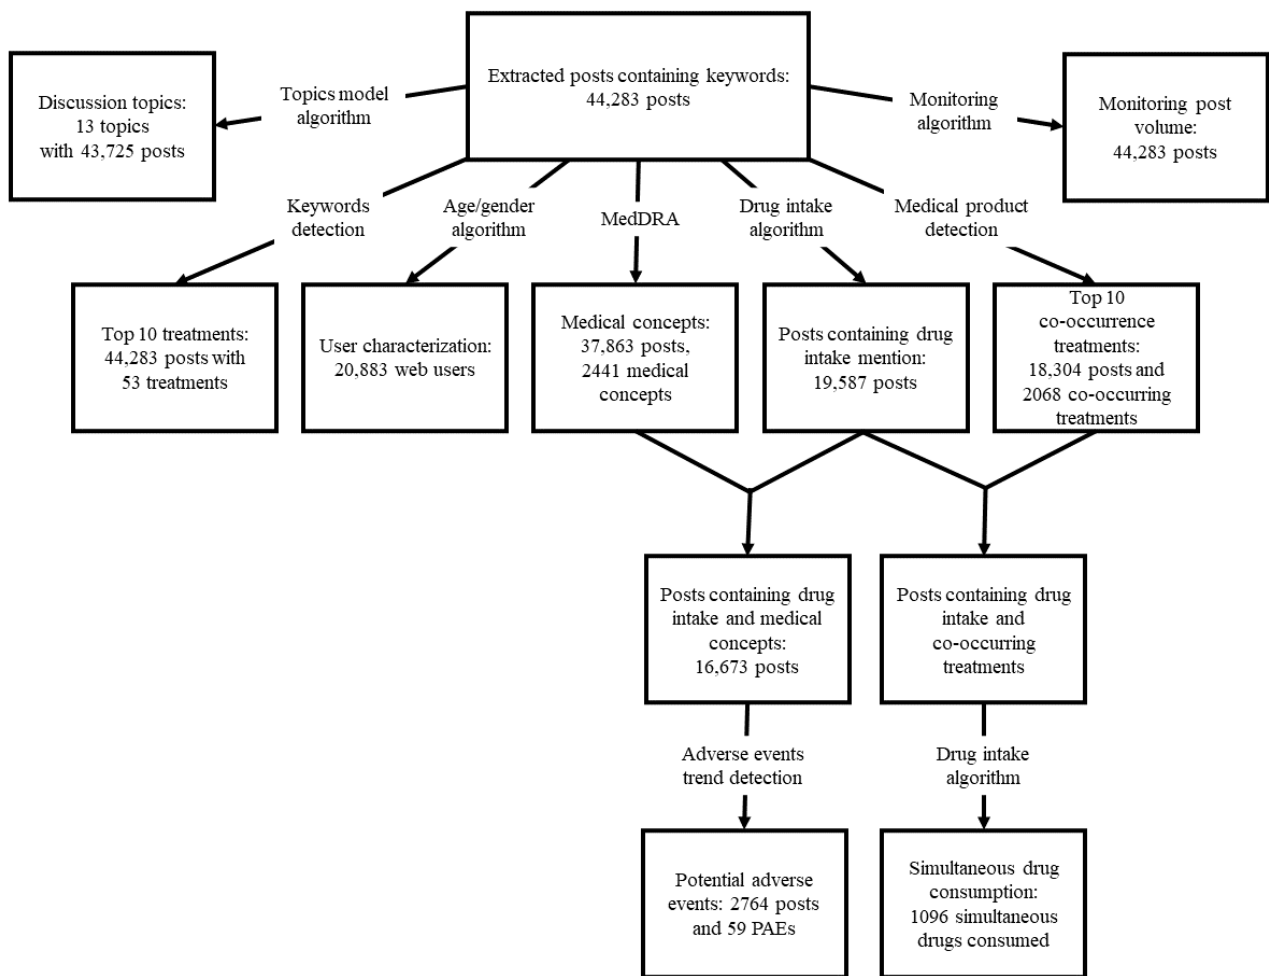 Extracted posts containing keywords:
44,283 posts
Topics model
algorithm
Discussion topics:
13 topics
with 43,725 posts
Monitoring
algorithm
Monitoring post
volume:
44,283 posts
Keywords
detection
Age/gender
algorithm
MedDRA
Drug intake
algorithm
Medical product
detection
Top 10 treatments:
44,283 posts with
53 treatments
User characterization:
20,883 web users
Medical concepts:
37,863 posts,
2441 medical
concepts
Posts containing drug
intake mention:
19,587 posts
Top 10
co-occurrence
treatments:
18,304 posts and
2068 co-occurring
treatments
Posts containing drug
intake and medical
concepts:
16,673 posts
Posts containing drug
intake and
co-occurring
treatments
Adverse events
trend detection
Drug intake
algorithm
Potential adverse
events: 2764 posts
and 59 PAEs
Simultaneous drug
consumption:
1096 simultaneous
drugs consumed